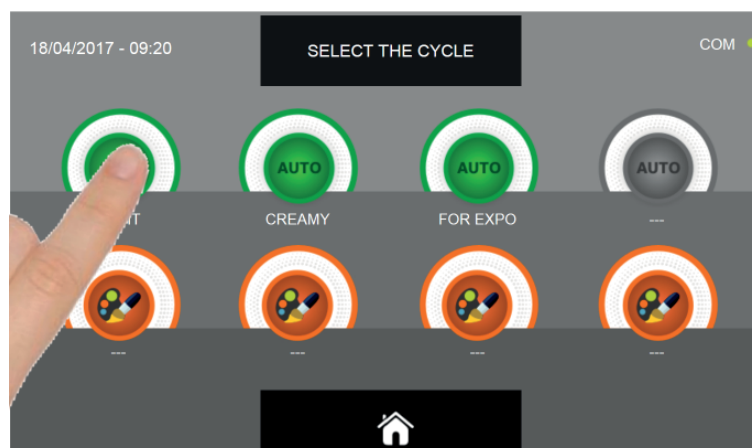 18/04/2017 - 09:20
SELECT THE CYCLE
COM
AUTO
AUTO
AUTO
CREAMY
FOR EXPO
---
---
---
---
---